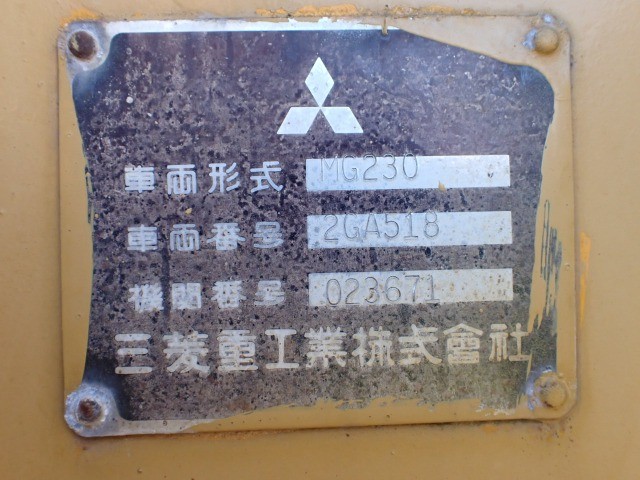 車両形式 MG230
車両番号 2GA518
機関番号 023671
三菱重工業株式會社